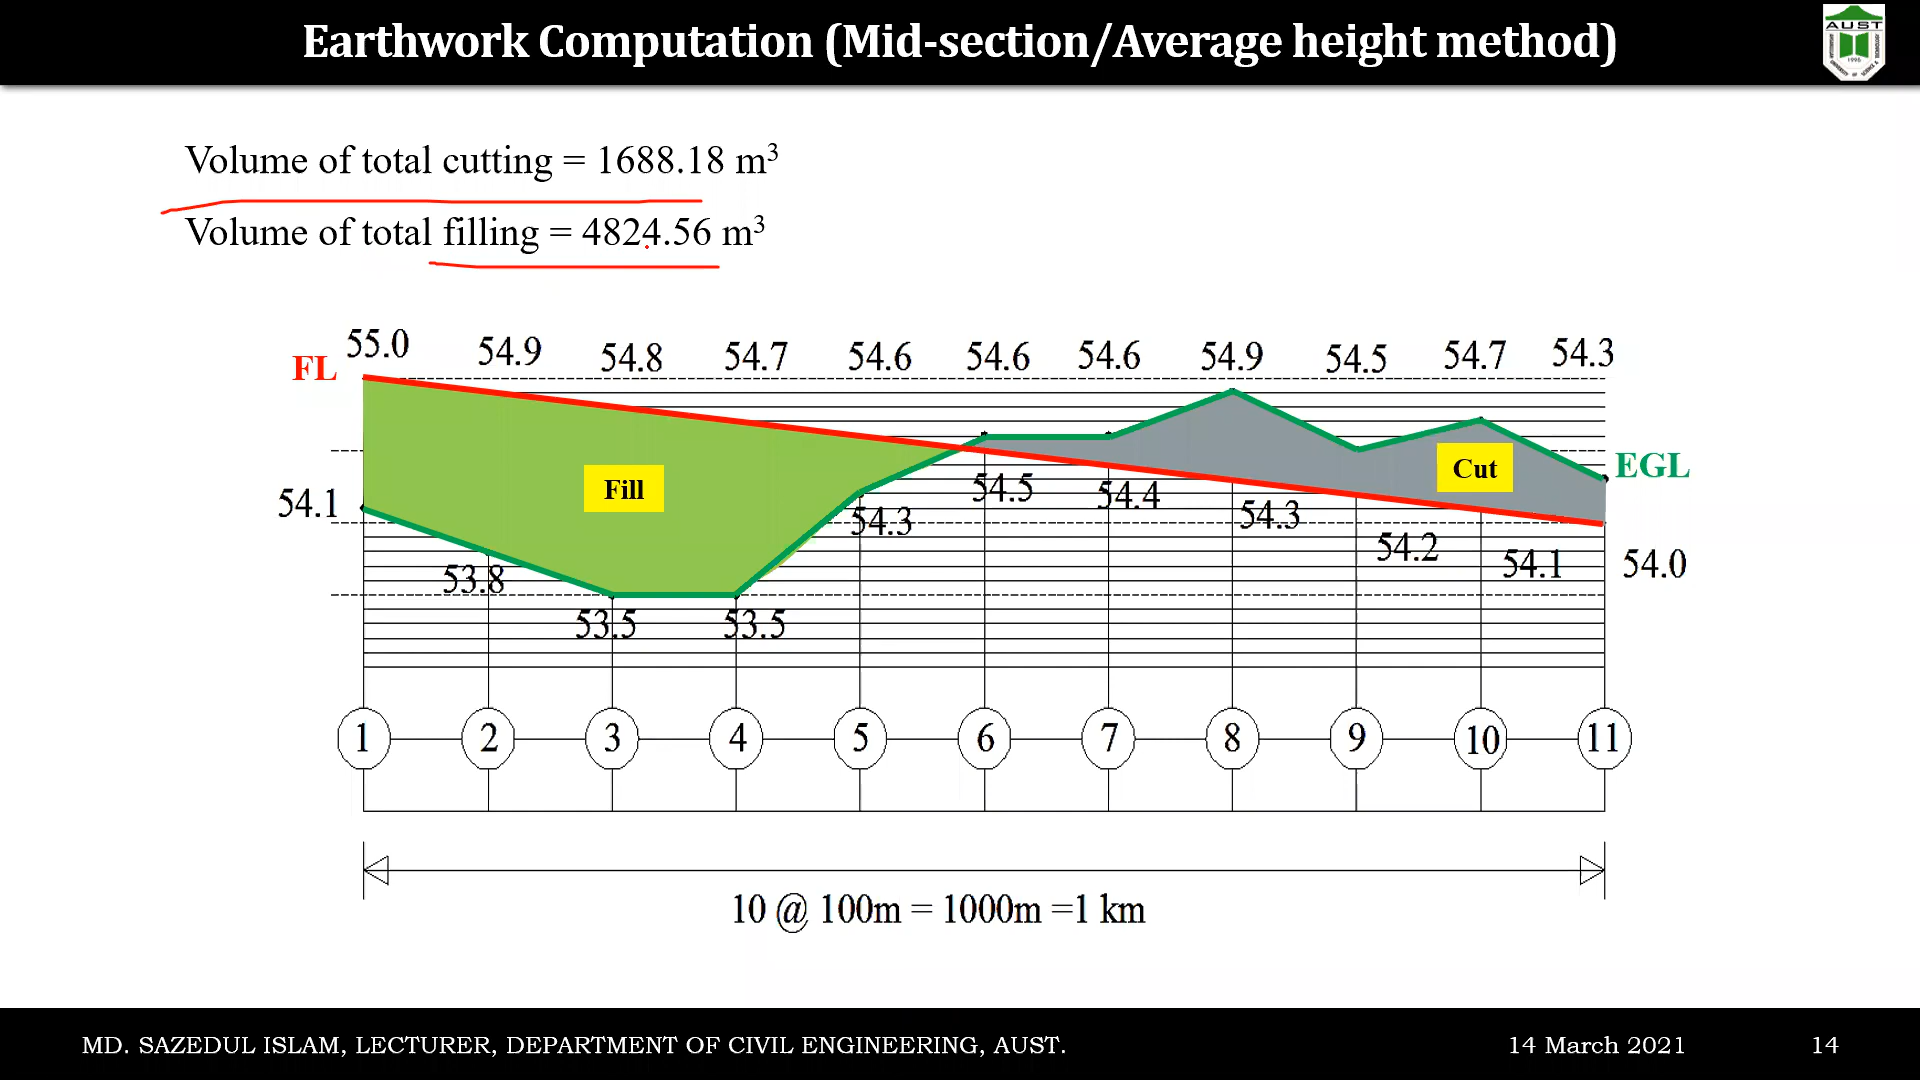 Earthwork Computation (Mid-section/Average height method)
AUST
1995
Volume of total cutting = 1688.18 m³
Volume of total filling = 4824.56 m³
55.0 54.9 54.8 54.7 54.6 54.6 54.6 54.9 54.5 54.7 54.3
FL
Fill
Cut
EGL
54.1 53.8 53.5 53.5 54.3 54.5 54.4 54.3 54.2 54.1 54.0
1 2 3 4 5 6 7 8 9 10 11
10 @ 100m = 1000m =1 km
MD. SAZEDUL ISLAM, LECTURER, DEPARTMENT OF CIVIL ENGINEERING, AUST.
14 March 2021
14